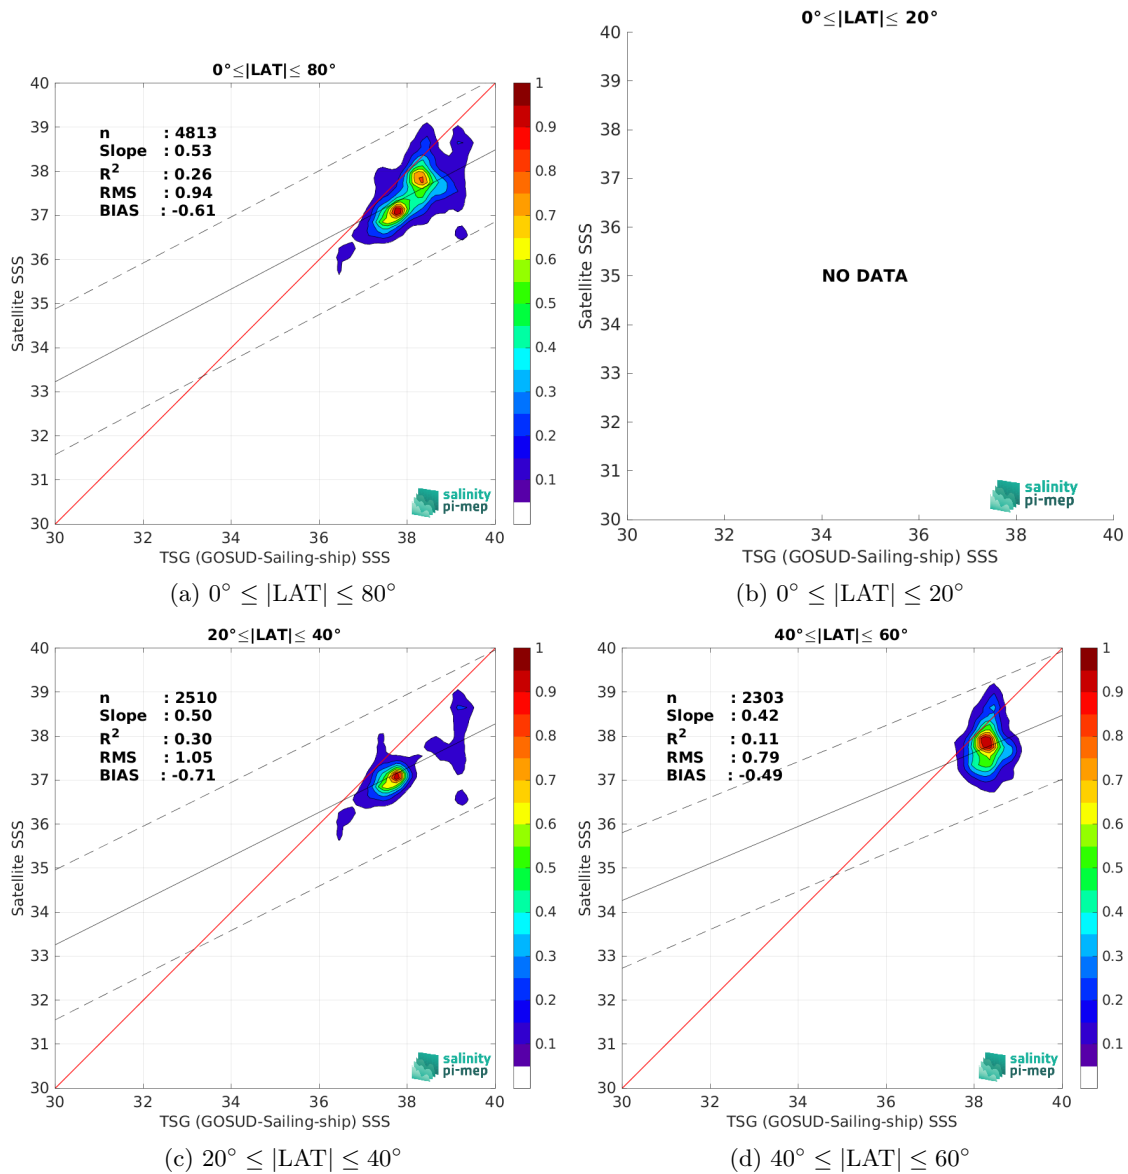 0°≤|LAT|≤ 80°
40
39
38
37
36
35
34
33
32
31
30
Satellite SSS
n : 4813
Slope : 0.53
R² : 0.26
RMS : 0.94
BIAS : -0.61
salinity
pi-mep
30 32 34 36 38 40
TSG (GOSUD-Sailing-ship) SSS
1
0.9
0.8
0.7
0.6
0.5
0.4
0.3
0.2
0.1
(a) 0° ≤ |LAT| ≤ 80°
0°≤|LAT|≤ 20°
40
39
38
37
36
35
34
33
32
31
30
Satellite SSS
NO DATA
salinity
pi-mep
30 32 34 36 38 40
TSG (GOSUD-Sailing-ship) SSS
(b) 0° ≤ |LAT| ≤ 20°
20°≤|LAT|≤ 40°
40
39
38
37
36
35
34
33
32
31
30
Satellite SSS
n : 2510
Slope : 0.50
R² : 0.30
RMS : 1.05
BIAS : -0.71
salinity
pi-mep
30 32 34 36 38 40
TSG (GOSUD-Sailing-ship) SSS
1
0.9
0.8
0.7
0.6
0.5
0.4
0.3
0.2
0.1
(c) 20° ≤ |LAT| ≤ 40°
40°≤|LAT|≤ 60°
40
39
38
37
36
35
34
33
32
31
30
Satellite SSS
n : 2303
Slope : 0.42
R² : 0.11
RMS : 0.79
BIAS : -0.49
salinity
pi-mep
30 32 34 36 38 40
TSG (GOSUD-Sailing-ship) SSS
1
0.9
0.8
0.7
0.6
0.5
0.4
0.3
0.2
0.1
(d) 40° ≤ |LAT| ≤ 60°